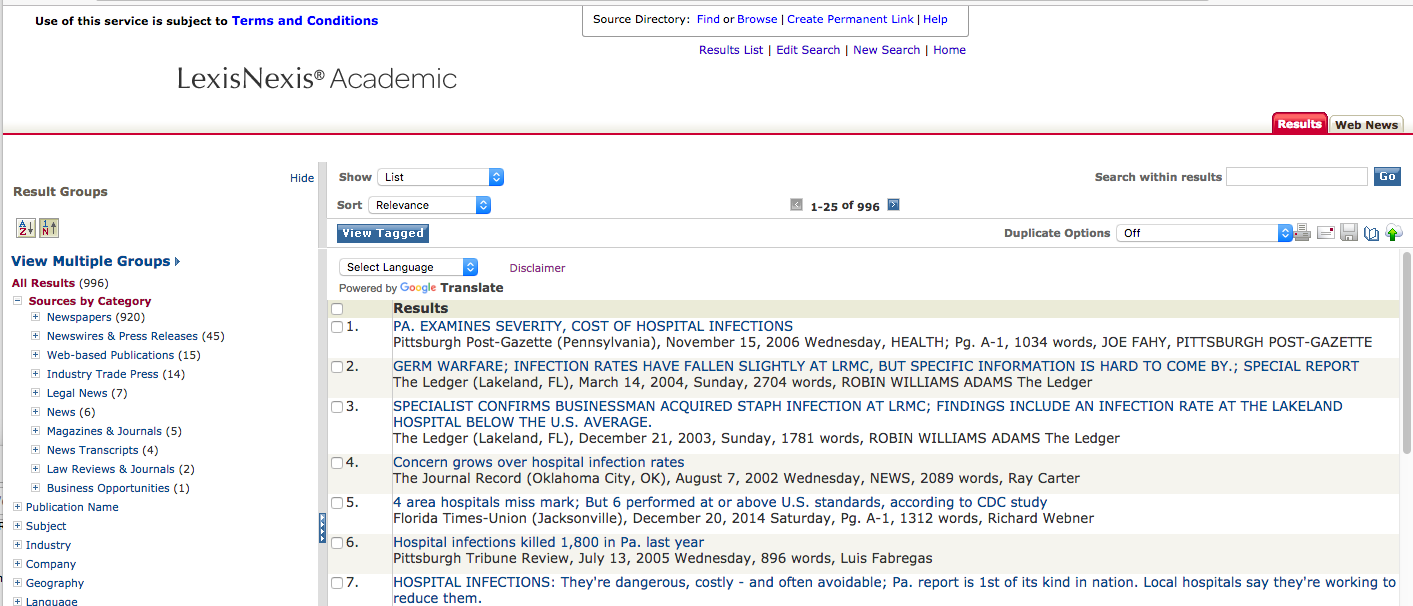 Use of this service is subject to Terms and Conditions
Source Directory: Find or Browse | Create Permanent Link | Help
Results List | Edit Search | New Search | Home
LexisNexis® Academic
Results Web News
Hide
Result Groups
View Multiple Groups
All Results (996)
Sources by Category
Newspapers (920)
Newswires & Press Releases (45)
Web-based Publications (15)
Industry Trade Press (14)
Legal News (7)
News (6)
Magazines & Journals (5)
News Transcripts (4)
Law Reviews & Journals (2)
Business Opportunities (1)
Publication Name
Subject
Industry
Company
Geography
Language
Show List
Search within results Go
Sort Relevance
1-25 of 996
View Tagged
Duplicate Options Off
Select Language Disclaimer
Powered by Google Translate
Results
1. PA. EXAMINES SEVERITY, COST OF HOSPITAL INFECTIONS
Pittsburgh Post-Gazette (Pennsylvania), November 15, 2006 Wednesday, HEALTH; Pg. A-1, 1034 words, JOE FAHY, PITTSBURGH POST-GAZETTE
2. GERM WARFARE; INFECTION RATES HAVE FALLEN SLIGHTLY AT LRMC, BUT SPECIFIC INFORMATION IS HARD TO COME BY.; SPECIAL REPORT
The Ledger (Lakeland, FL), March 14, 2004, Sunday, 2704 words, ROBIN WILLIAMS ADAMS The Ledger
3. SPECIALIST CONFIRMS BUSINESSMAN ACQUIRED STAPH INFECTION AT LRMC; FINDINGS INCLUDE AN INFECTION RATE AT THE LAKELAND
HOSPITAL BELOW THE U.S. AVERAGE.
The Ledger (Lakeland, FL), December 21, 2003, Sunday, 1781 words, ROBIN WILLIAMS ADAMS The Ledger
4. Concern grows over hospital infection rates
The Journal Record (Oklahoma City, OK), August 7, 2002 Wednesday, NEWS, 2089 words, Ray Carter
5. 4 area hospitals miss mark; But 6 performed at or above U.S. standards, according to CDC study
Florida Times-Union (Jacksonville), December 20, 2014 Saturday, Pg. A-1, 1312 words, Richard Webner
6. Hospital infections killed 1,800 in Pa. last year
Pittsburgh Tribune Review, July 13, 2005 Wednesday, 896 words, Luis Fabregas
7. HOSPITAL INFECTIONS: They're dangerous, costly - and often avoidable; Pa. report is 1st of its kind in nation. Local hospitals say they're working to
reduce them.